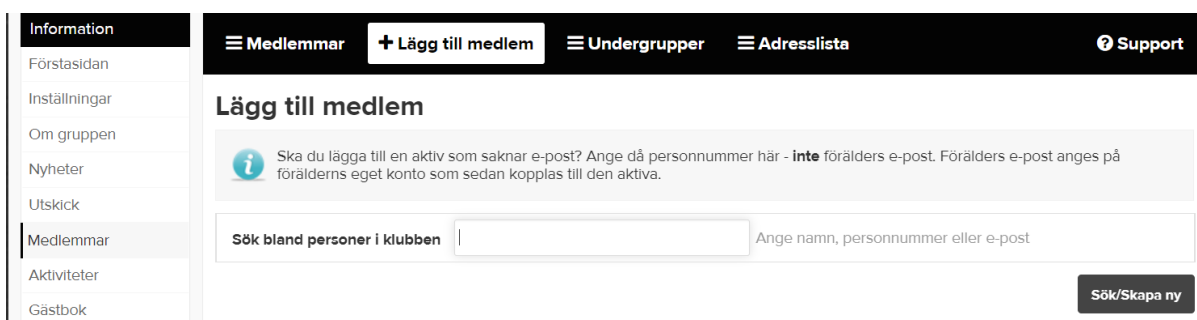 Information
Förstasidan
Inställningar
Om gruppen
Nyheter
Utskick
Medlemmar
Aktiviteter
Gästbok
Medlemmar
Lägg till medlem
Undergrupper
Adresslista
Support
Lägg till medlem
Ska du lägga till en aktiv som saknar e-post? Ange då personnummer här - inte förälders e-post. Förälders e-post anges på
förälderns eget konto som sedan kopplas till den aktiva.
Sök bland personer i klubben
Ange namn, personnummer eller e-post
Sök/Skapa ny